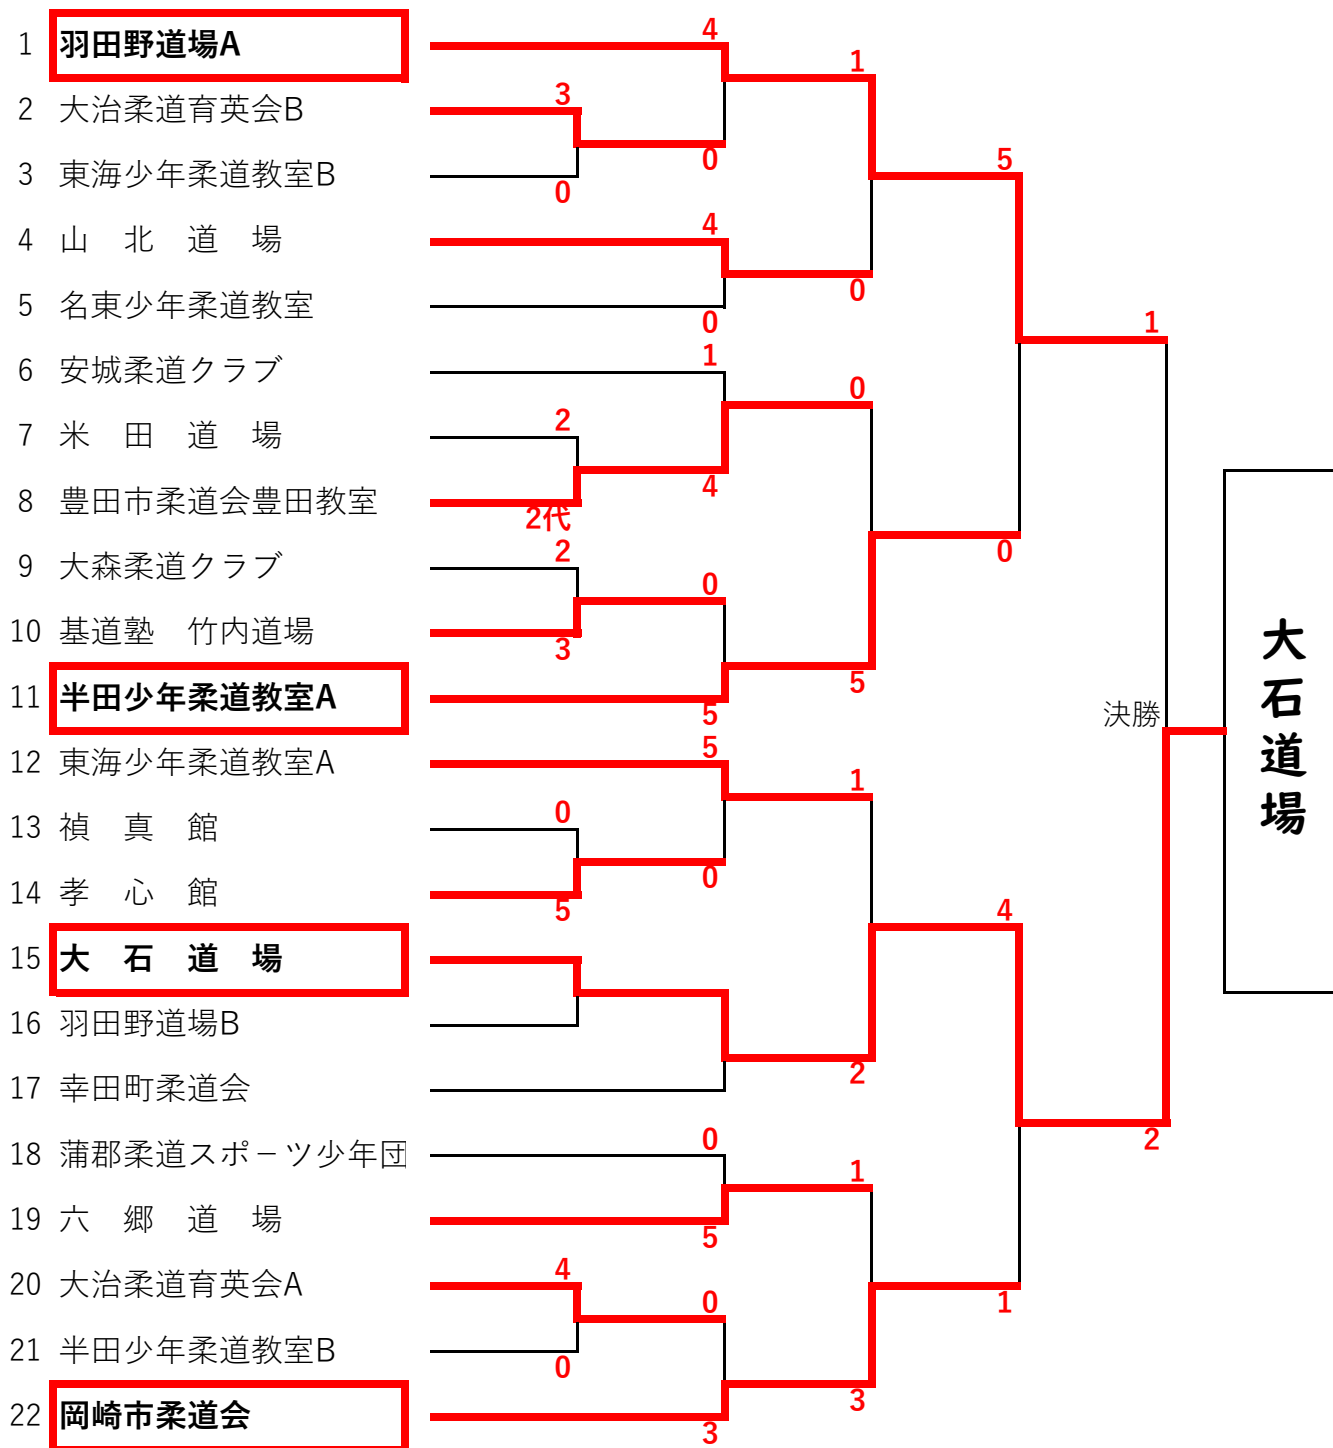 1 羽田野道場A
2 大治柔道育英会B
3 東海少年柔道教室B
4 山　北　道　場
5 名東少年柔道教室
6 安城柔道クラブ
7 米　田　道　場
8 豊田市柔道会豊田教室
9 大森柔道クラブ
10 基道塾　竹内道場
11 半田少年柔道教室A
12 東海少年柔道教室A
13 禎　真　館
14 孝　心　館
15 大　石　道　場
16 羽田野道場B
17 幸田町柔道会
18 蒲郡柔道スポーツ少年団
19 六　郷　道　場
20 大治柔道育英会A
21 半田少年柔道教室B
22 岡崎市柔道会
3
0
2
2代
2
3
0
5
4
0
4
0
4
0
1
4
0
5
5
0
0
5
0
3
1
0
0
5
1
2
1
3
5
0
4
1
1
2
決勝
大石道場